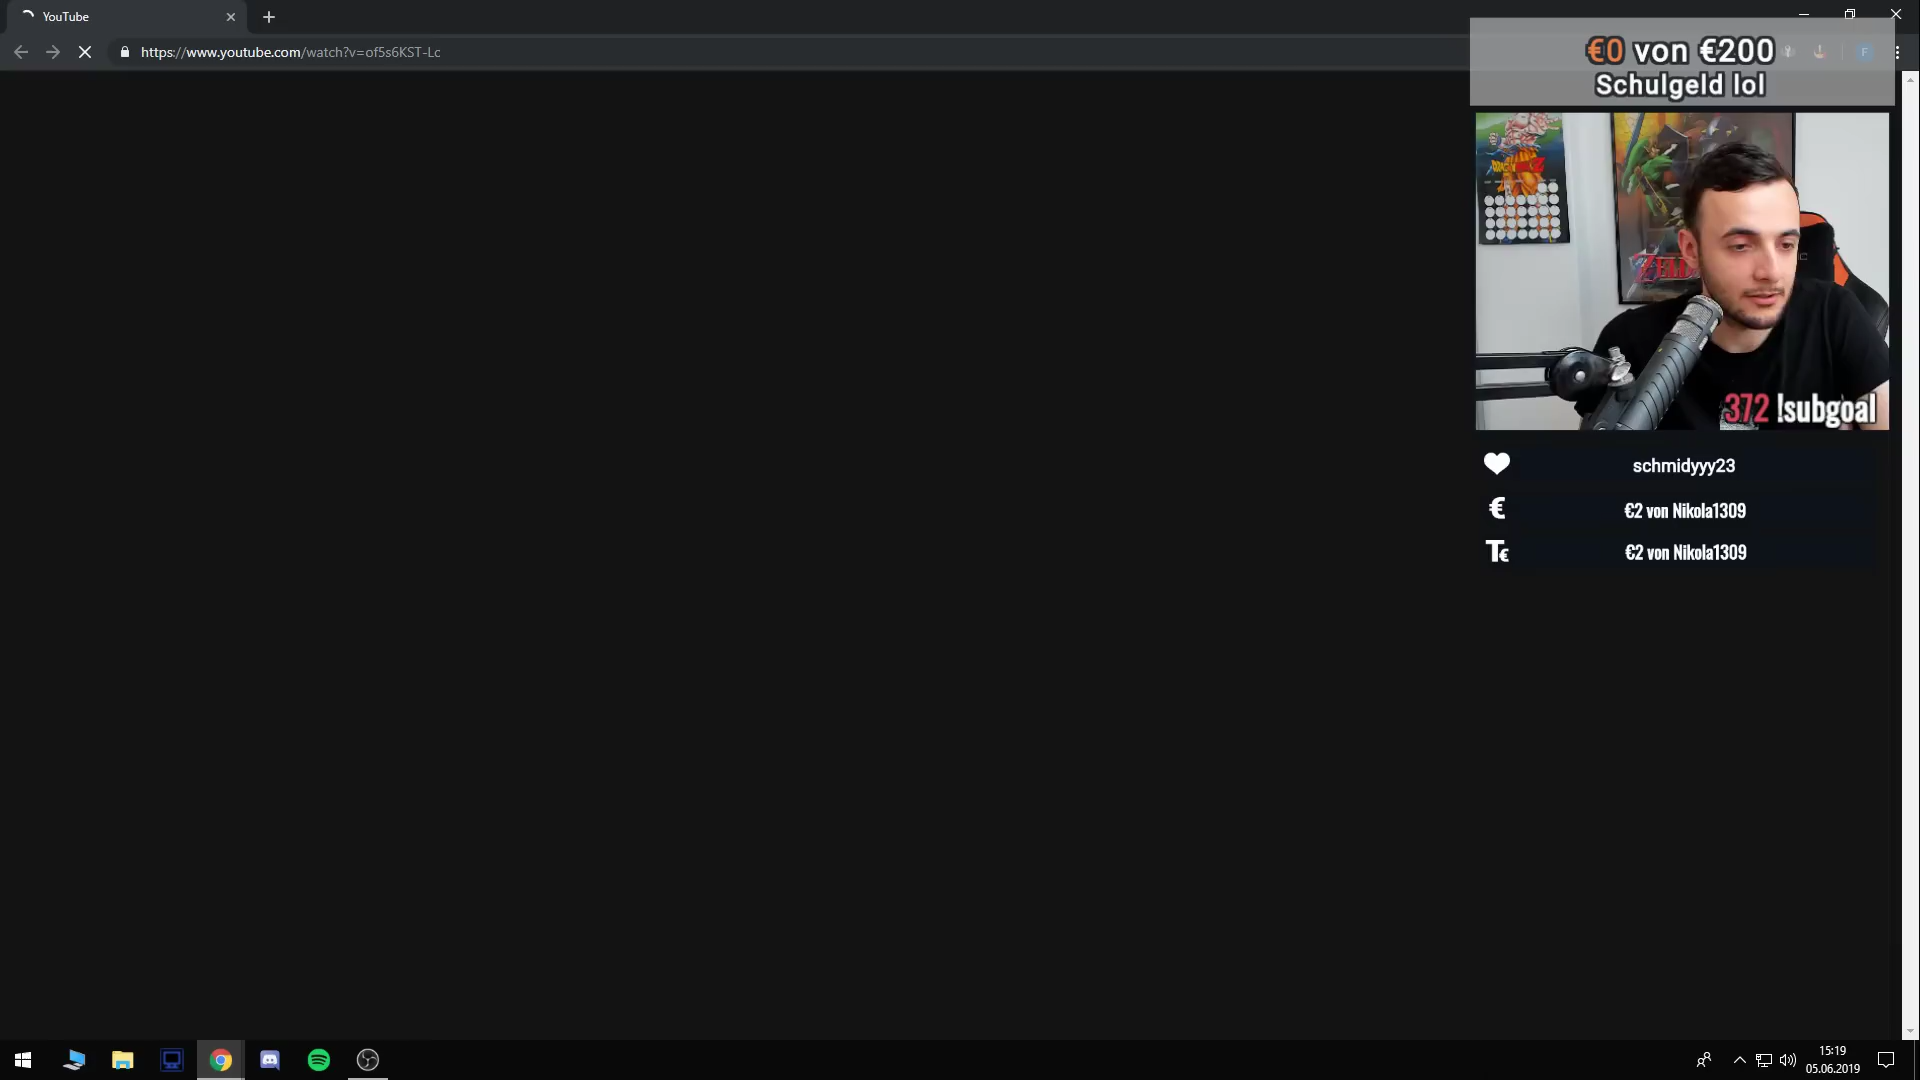 YouTube
https://www.youtube.com/watch?v=of5s6KST-Lc
€0 von €200
Schulgeld lol
F
ZELDA
372 !subgoal
schmidyyy23
€ €2 von Nikola1309
T€ €2 von Nikola1309
15:19
05.06.2019